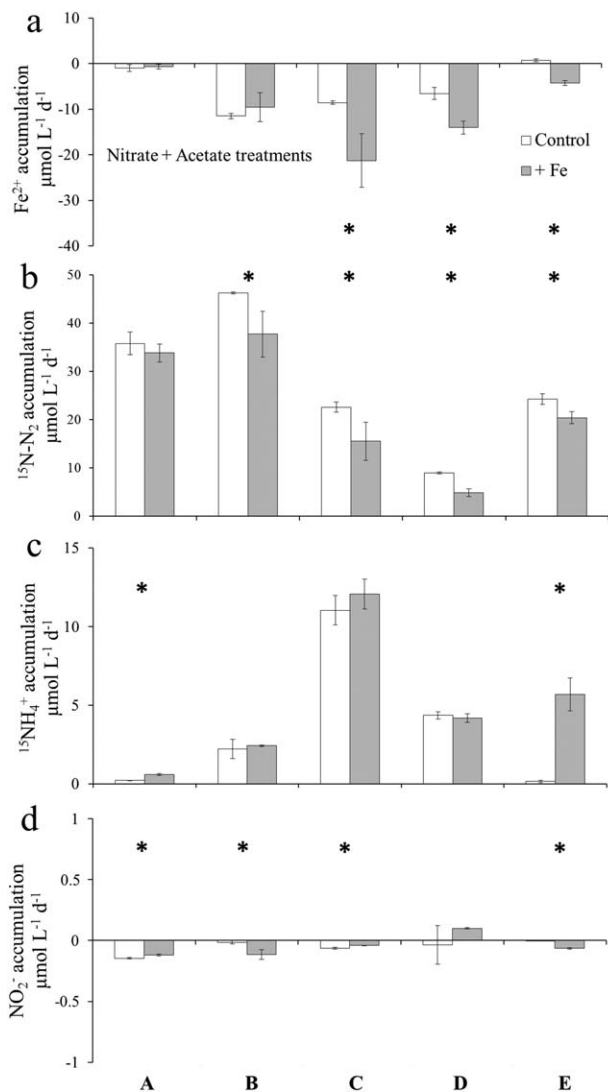 a
Fe²⁺ accumulation
μmol L⁻¹ d⁻¹
10
0
-10
-20
-30
-40
Nitrate + Acetate treatments
Control
+ Fe
* * *
b
¹⁵N-N₂ accumulation
μmol L⁻¹ d⁻¹
50
40
30
20
10
0
* * * *
c
¹⁵NH₄⁺ accumulation
μmol L⁻¹ d⁻¹
15
10
5
0
* *
d
NO₂⁻ accumulation
μmol L⁻¹ d⁻¹
1
0.5
0
-0.5
-1
* * * *
A B C D E